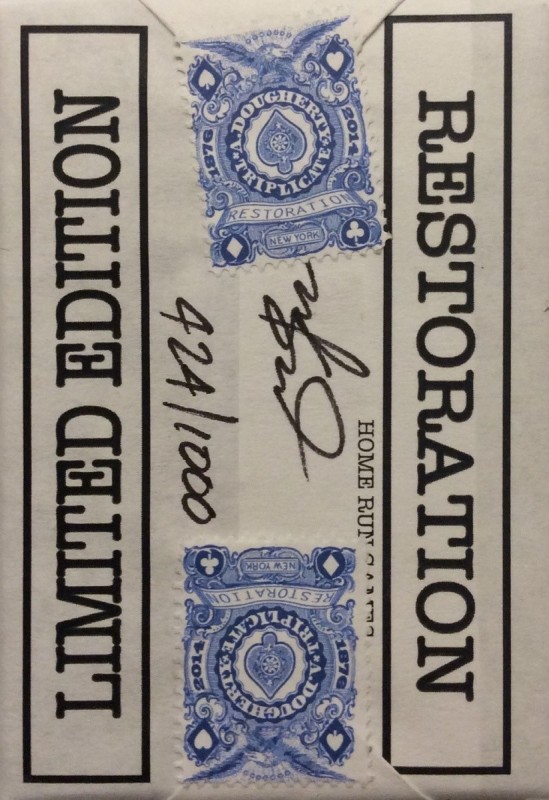 RESTORATION
1876
2014
A. DOUGHERTY
TRIPLICATE
RESTORATION
NEW YORK
424/1000
HOME RUN
NEW YORK
RESTORATION
A. DOUGHERTY
TRIPLICATE
1876
2014
LIMITED EDITION